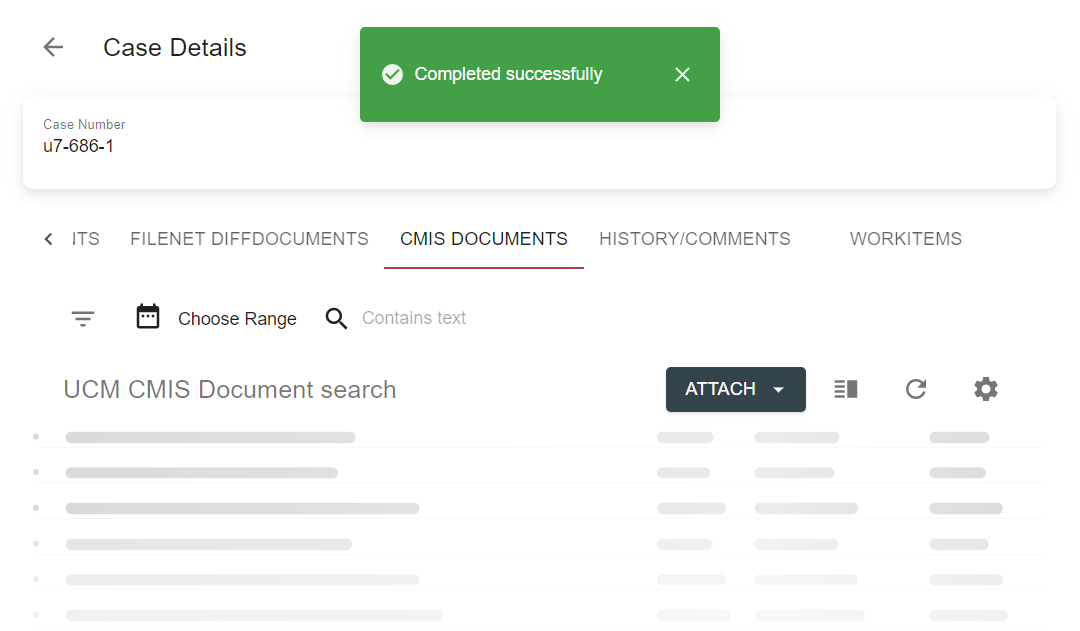 Case Details
Completed successfully
Case Number
u7-686-1
FILENET DIFFDOCUMENTS
CMIS DOCUMENTS
HISTORY/COMMENTS
WORKITEMS
Choose Range
Contains text
UCM CMIS Document search
ATTACH